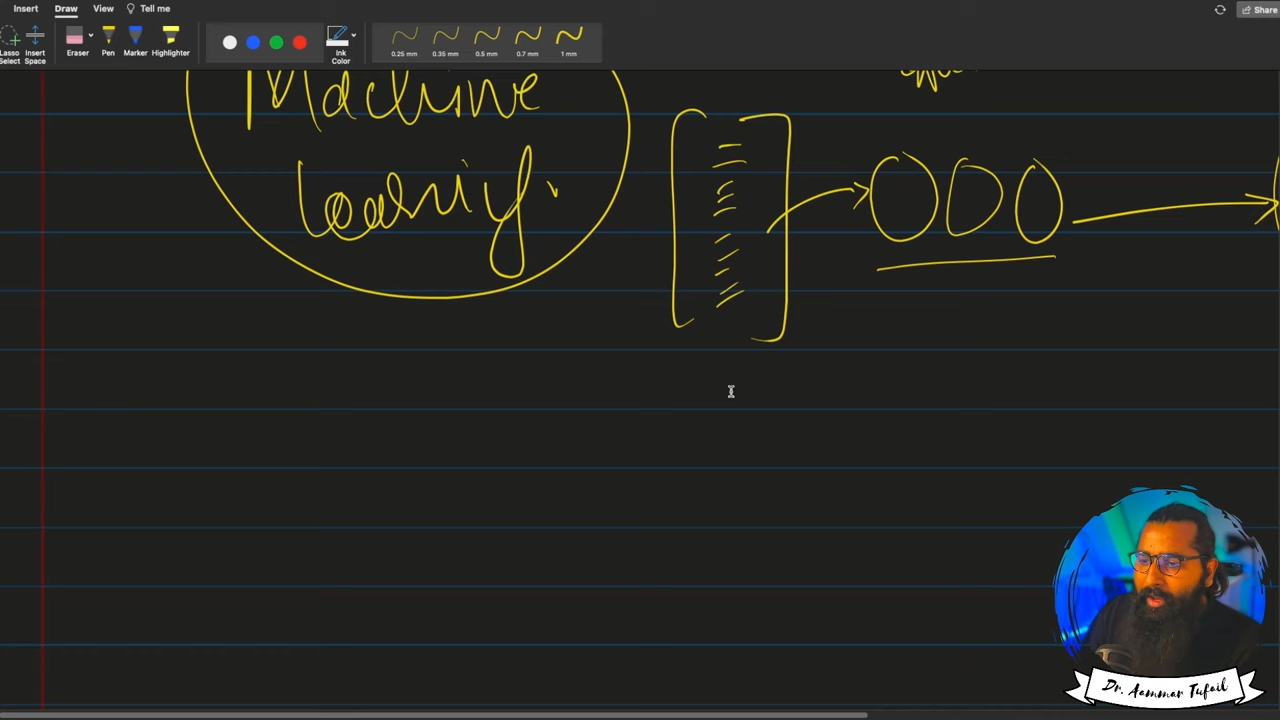 Insert Draw View Tell me
Share
Lasso Select
Insert Space
Eraser
Pen
Marker
Highlighter
Ink Color
0.25 mm 0.35 mm 0.5 mm 0.7 mm 1 mm
Machine
Learning
Dr. Aammar Tufail